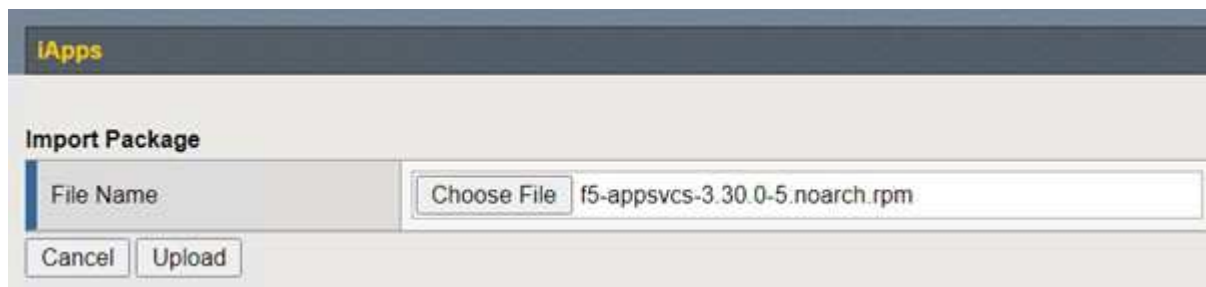 iApps
Import Package
File Name Choose File f5-appsvcs-3.30.0-5.noarch.rpm
Cancel Upload